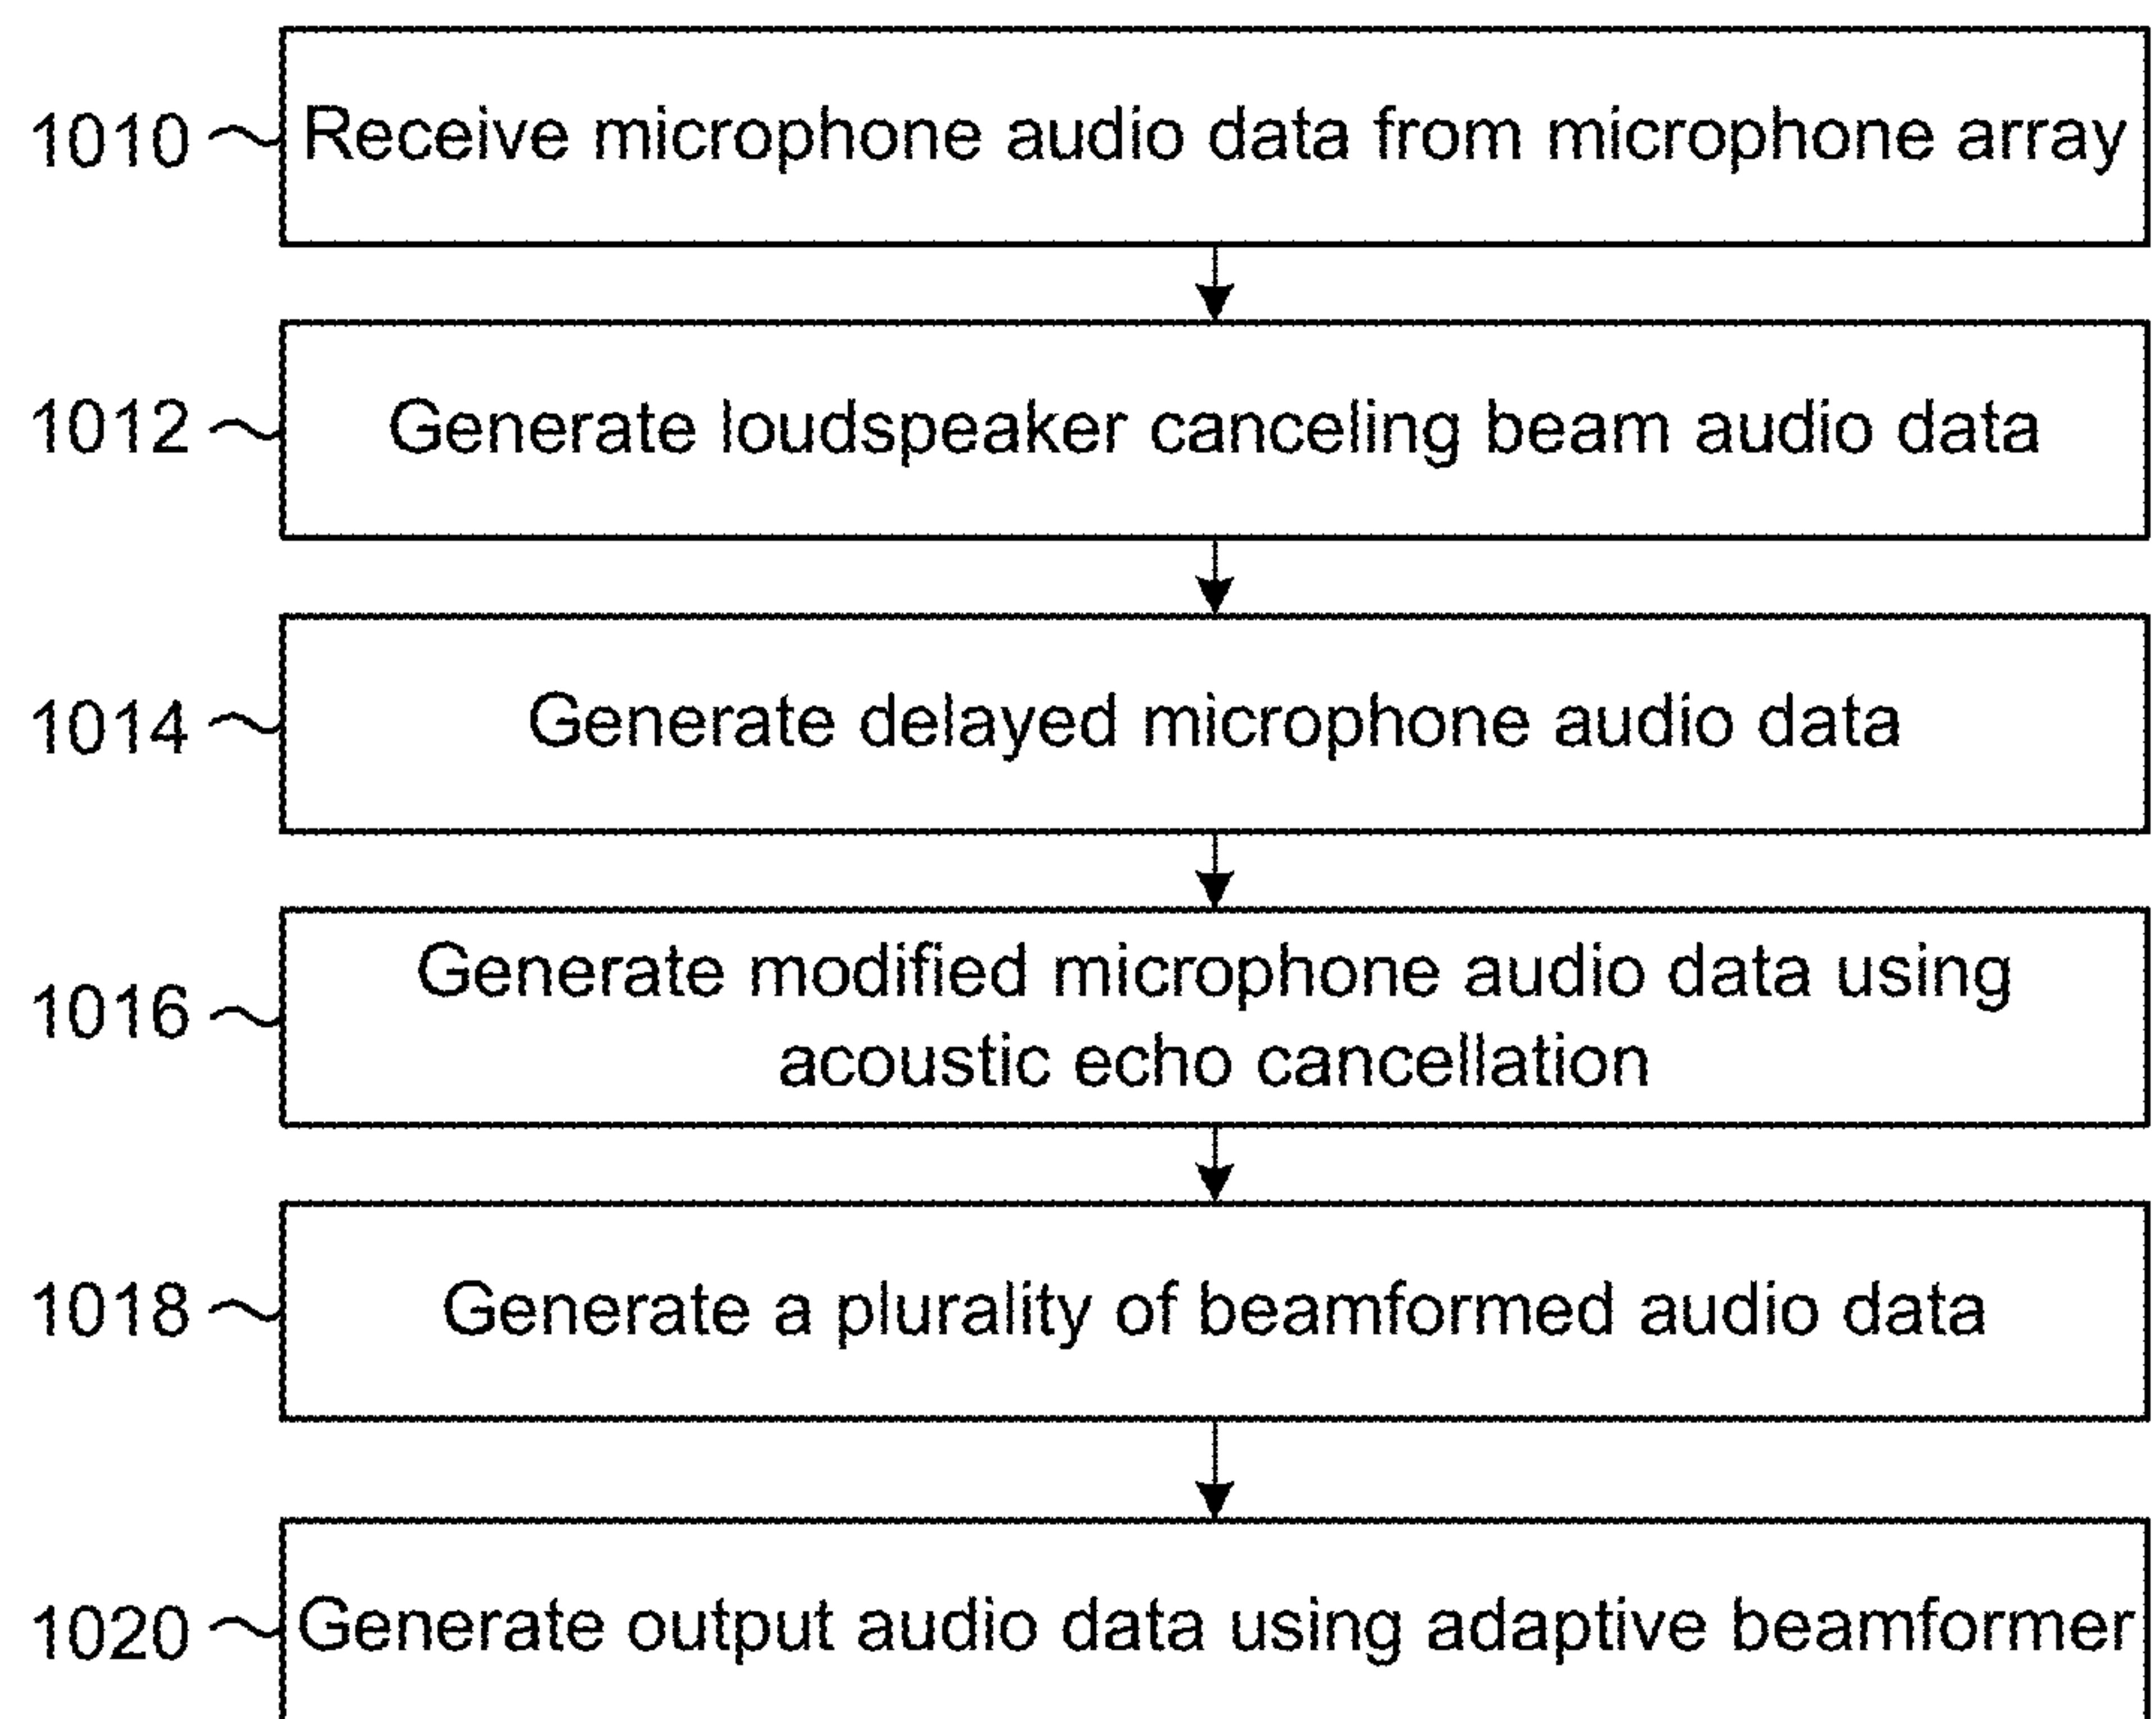 1010 Receive microphone audio data from microphone array
1012 Generate loudspeaker canceling beam audio data
1014 Generate delayed microphone audio data
1016 Generate modified microphone audio data using
acoustic echo cancellation
1018 Generate a plurality of beamformed audio data
1020 Generate output audio data using adaptive beamformer